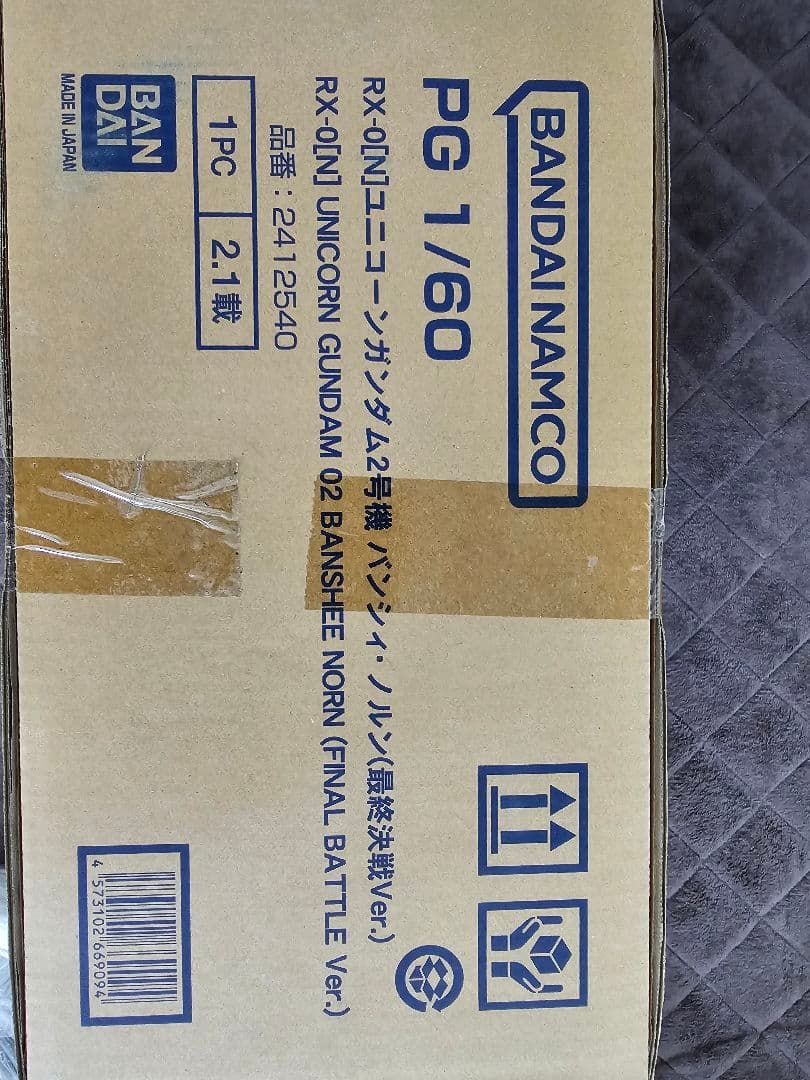 BANDAI NAMCO
PG 1/60
RX-0[N]ユニコーンガンダム2号機 バンシィ・ノルン(最終決戦Ver.)
RX-0[N] UNICORN GUNDAM 02 BANSHEE NORN (FINAL BATTLE Ver.)
品番：2412540
1PC 2.1載
BAN
DAI
MADE IN JAPAN
4 573102 669094